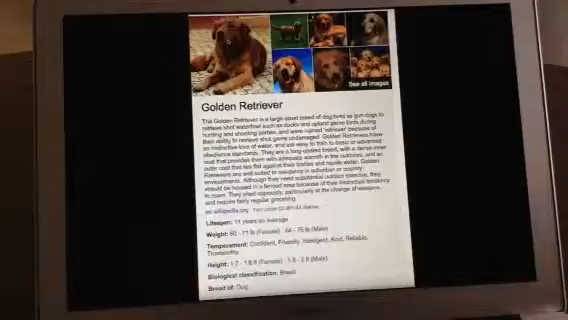 See all images
Golden Retriever
The Golden Retriever is a large-sized breed of dog bred as gun dogs to
retrieve shot waterfowl such as ducks and upland game birds during
hunting and shooting parties, and were named 'retriever' because of
their ability to retrieve shot game undamaged. Golden Retrievers have
an instinctive love of water, and are easy to train to basic or advanced
obedience standards. They are a long-coated breed, with a dense inner
coat that provides them with adequate warmth in the outdoors, and an
outer coat that lies flat against their bodies and repels water. Golden
Retrievers are well suited to residency in suburban or country
environments. Although they need substantial outdoor exercise, they
should be housed in a fenced area because of their instinctual tendency
to roam. They shed copiously, particularly at the change of seasons,
and require fairly regular grooming.
en.wikipedia.org Text under CC-BY-SA license
Lifespan: 11 years on average
Weight: 60 - 71 lb (Female) 64 - 75 lb (Male)
Temperament: Confident, Friendly, Intelligent, Kind, Reliable,
Trustworthy
Height: (Female) (Male)
Biological classification: Breed
Breed of: Dog